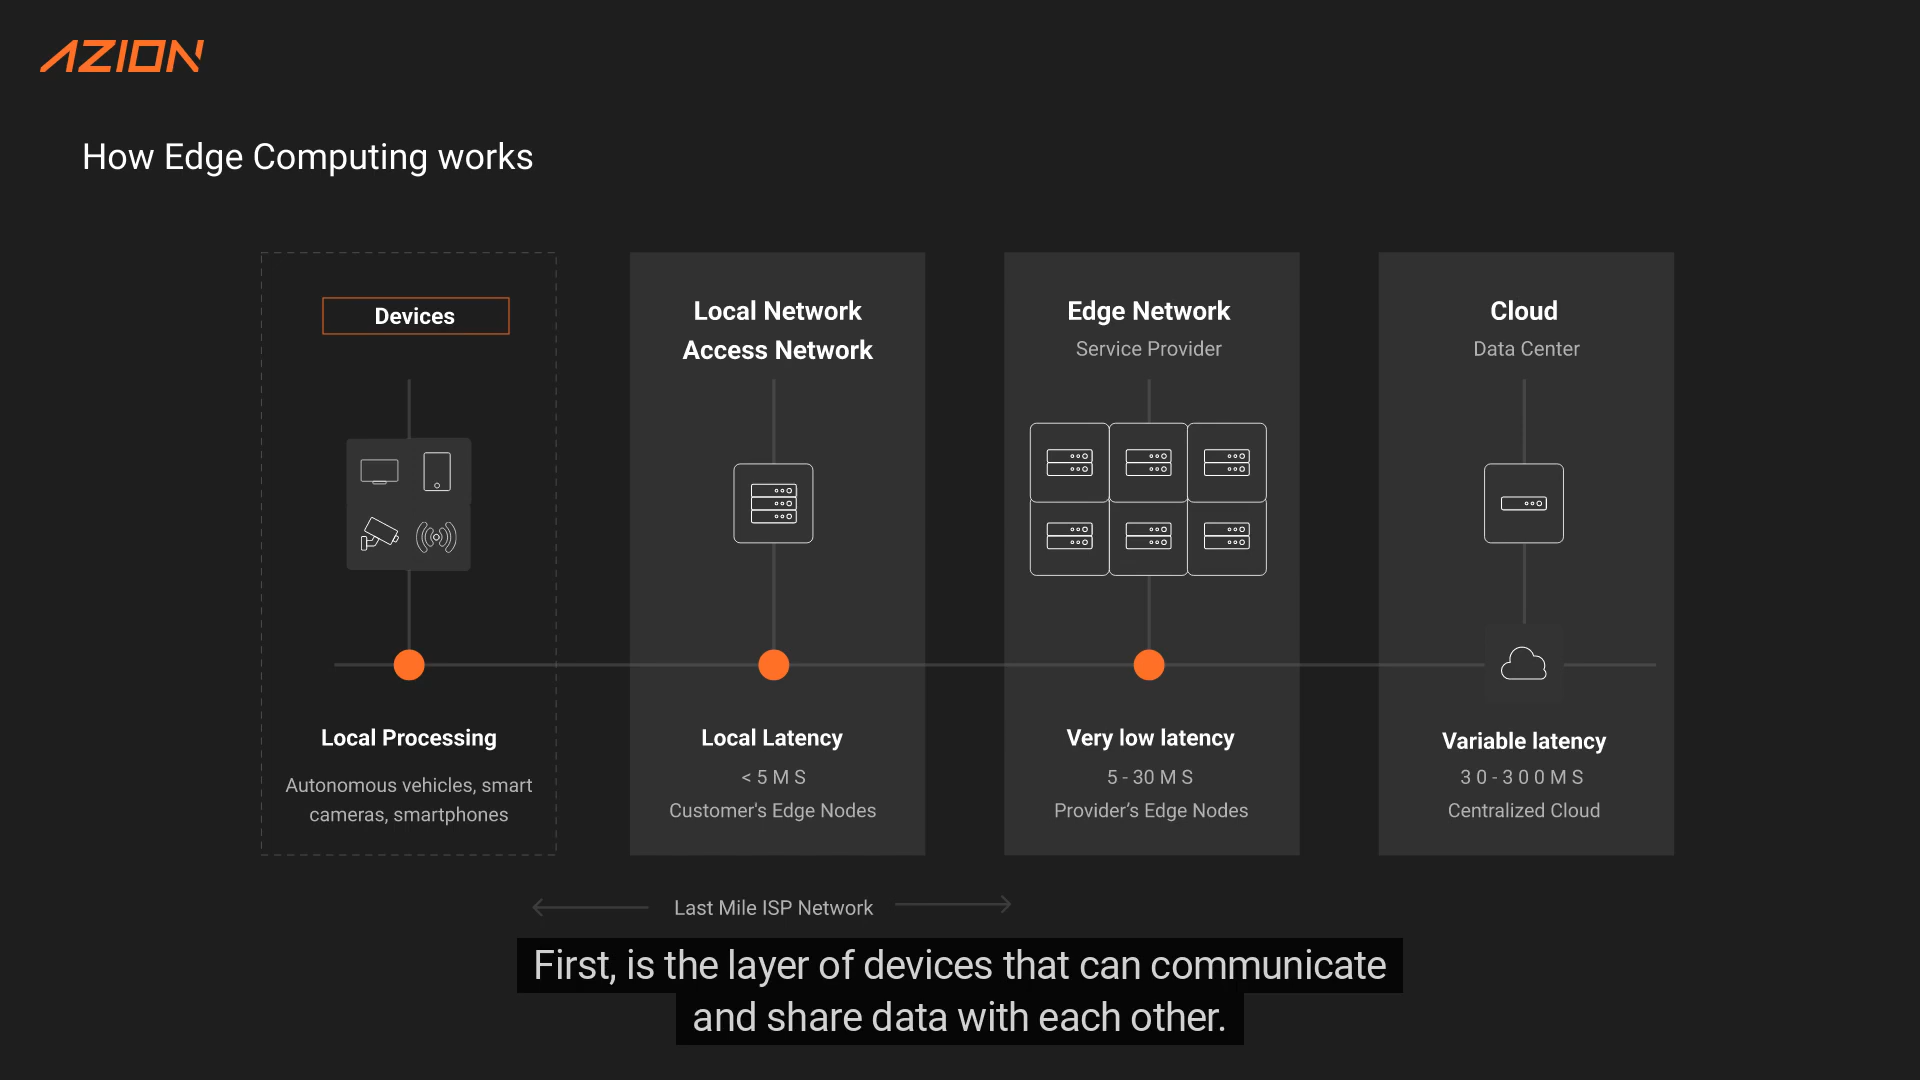 AZION
How Edge Computing works
Devices
Local Processing
Autonomous vehicles, smart
cameras, smartphones
Local Network
Access Network
Local Latency
< 5 M S
Customer's Edge Nodes
Edge Network
Service Provider
Very low latency
5 - 30 M S
Provider’s Edge Nodes
Cloud
Data Center
Variable latency
3 0 - 3 0 0 M S
Centralized Cloud
Last Mile ISP Network
First, is the layer of devices that can communicate
and share data with each other.